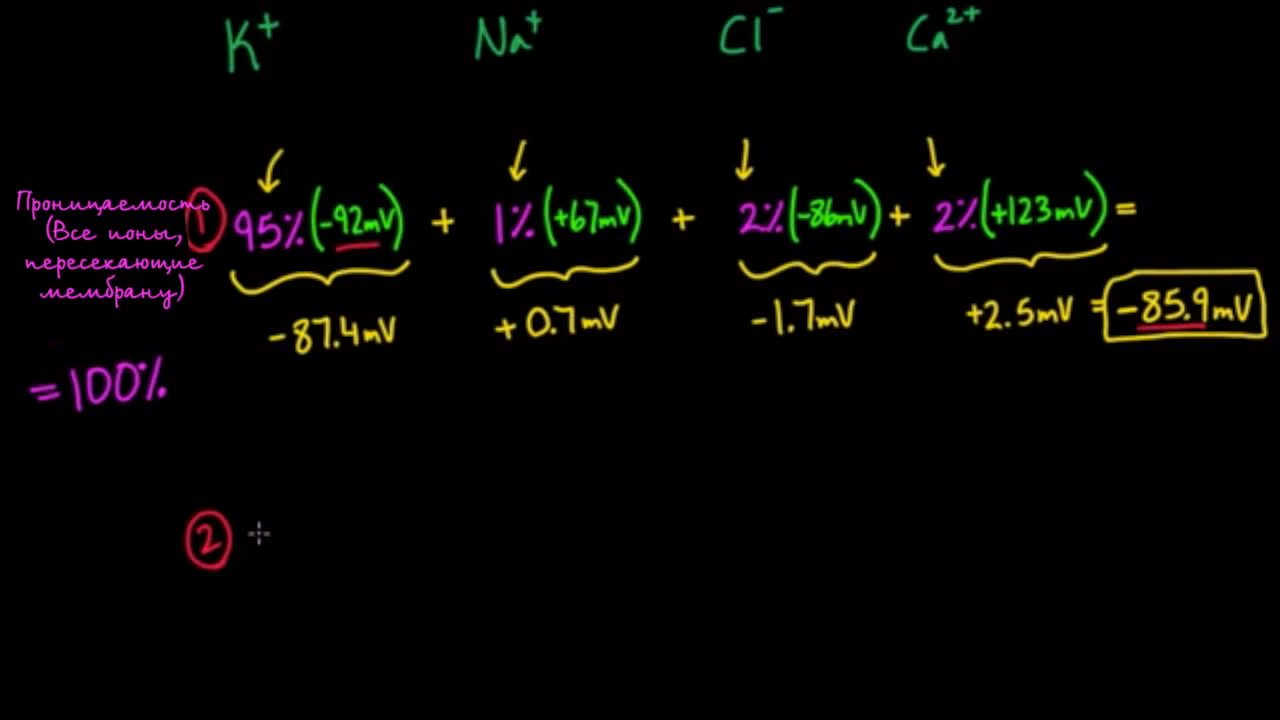 K⁺ Na⁺ Cl⁻ Ca²⁺
Проницаемость
(Все ионы,
пересекающие
мембрану)
① 95% (-92mV) + 1% (+67mV) + 2% (-86mV) + 2% (+123mV) =
-87.4mV +0.7mV -1.7mV +2.5mV = -85.9mV
=100%
②